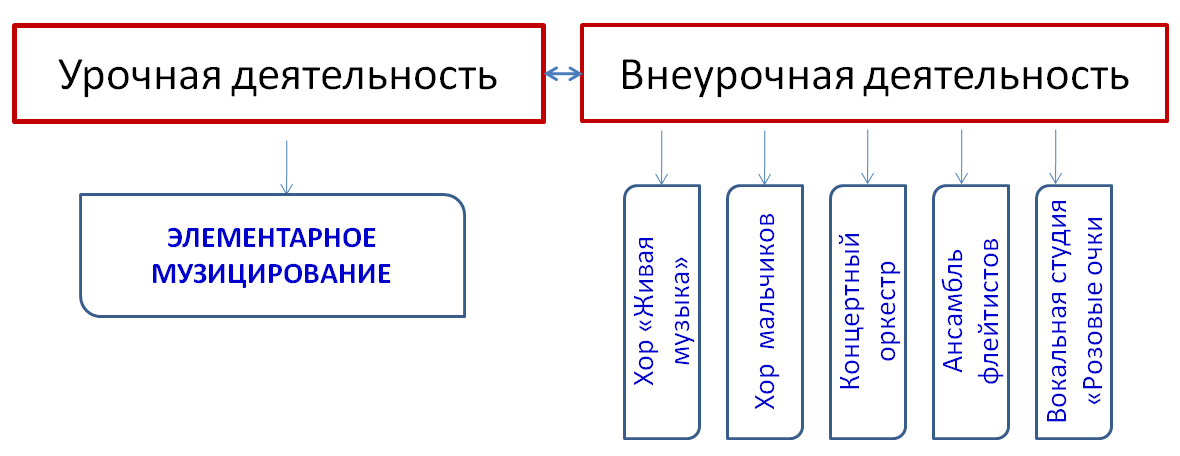 Урочная деятельность
Внеурочная деятельность
ЭЛЕМЕНТАРНОЕ
МУЗИЦИРОВАНИЕ
Хор «Живая
музыка»
Хор мальчиков
Концертный
оркестр
Ансамбль
флейтистов
Вокальная студия
«Розовые очки